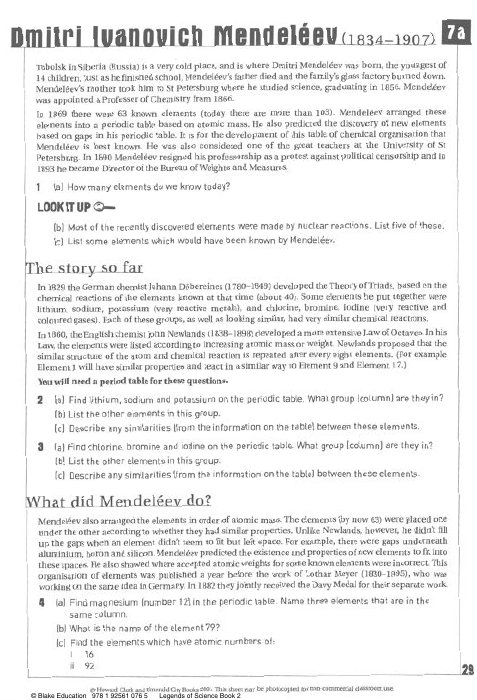 Dmitri Ivanovich Mendeléev (1834–1907) 7a
Tobolsk in Siberia (Russia) is a very cold place, and is where Dmitri Mendeléev was born, the youngest of
14 children. Just as he finished school, Mendeléev's father died and the family's glass factory burned down.
Mendeléev's mother took him to St Petersburg where he studied science, graduating in 1856. Mendeléev
was appointed a Professor of Chemistry from 1866.
In 1869 there were 63 known elements (today there are more than 103). Mendeléev arranged these
elements into a periodic table based on atomic mass. He also predicted the discovery of new elements
based on gaps in his periodic table. It is for the development of his table of chemical organisation that
Mendeléev is best known. He was also considered one of the great teachers at the University of St
Petersburg. In 1890 Mendeléev resigned his professorship as a protest against political censorship and in
1893 he became Director of the Bureau of Weights and Measures.
1 (a) How many elements do we know today?
LOOK IT UP
(b) Most of the recently discovered elements were made by nuclear reactions. List five of these.
(c) List some elements which would have been known by Mendeléev.
The story so far
In 1829 the German chemist Johann Döbereiner (1780–1849) developed the Theory of Triads, based on the
chemical reactions of the elements known at that time (about 40). Some elements he put together were
lithium, sodium, potassium (very reactive metals), and chlorine, bromine, iodine (very reactive and
coloured gases). Each of these groups, as well as looking similar, had very similar chemical reactions.
In 1860, the English chemist John Newlands (1838–1898) developed a more extensive Law of Octaves. In his
Law, the elements were listed according to increasing atomic mass or weight. Newlands proposed that the
similar structure of the atom and chemical reaction is repeated after every eight elements. (For example
Element 1 will have similar properties and react in a similar way to Element 9 and Element 17.)
You will need a period table for these questions.
2 (a) Find lithium, sodium and potassium on the periodic table. What group (column) are they in?
(b) List the other elements in this group.
(c) Describe any similarities (from the information on the table) between these elements.
3 (a) Find chlorine, bromine and iodine on the periodic table. What group (column) are they in?
(b) List the other elements in this group.
(c) Describe any similarities (from the information on the table) between these elements.
What did Mendeléev do?
Mendeléev also arranged the elements in order of atomic mass. The elements (by now 63) were placed one
under the other according to whether they had similar properties. Unlike Newlands, however, he didn't fill
up the gaps when an element didn't seem to fit but left space. For example, there were gaps underneath
aluminium, boron and silicon. Mendeléev predicted the existence and properties of new elements to fit into
these spaces. He also showed where accepted atomic weights for some known elements were incorrect. This
organisation of elements was published a year before the work of Lothar Meyer (1830–1895), who was
working on the same idea in Germany. In 1882 they jointly received the Davy Medal for their separate work.
4 (a) Find magnesium (number 12) in the periodic table. Name three elements that are in the
same column.
(b) What is the name of the element 79?
(c) Find the elements which have atomic numbers of:
i 16
ii 92
29
© Howard Clark and Emerald City Books 2001. This sheet may be photocopied for non-commercial classroom use.
© Blake Education 978 1 92561 076 5 Legends of Science Book 2